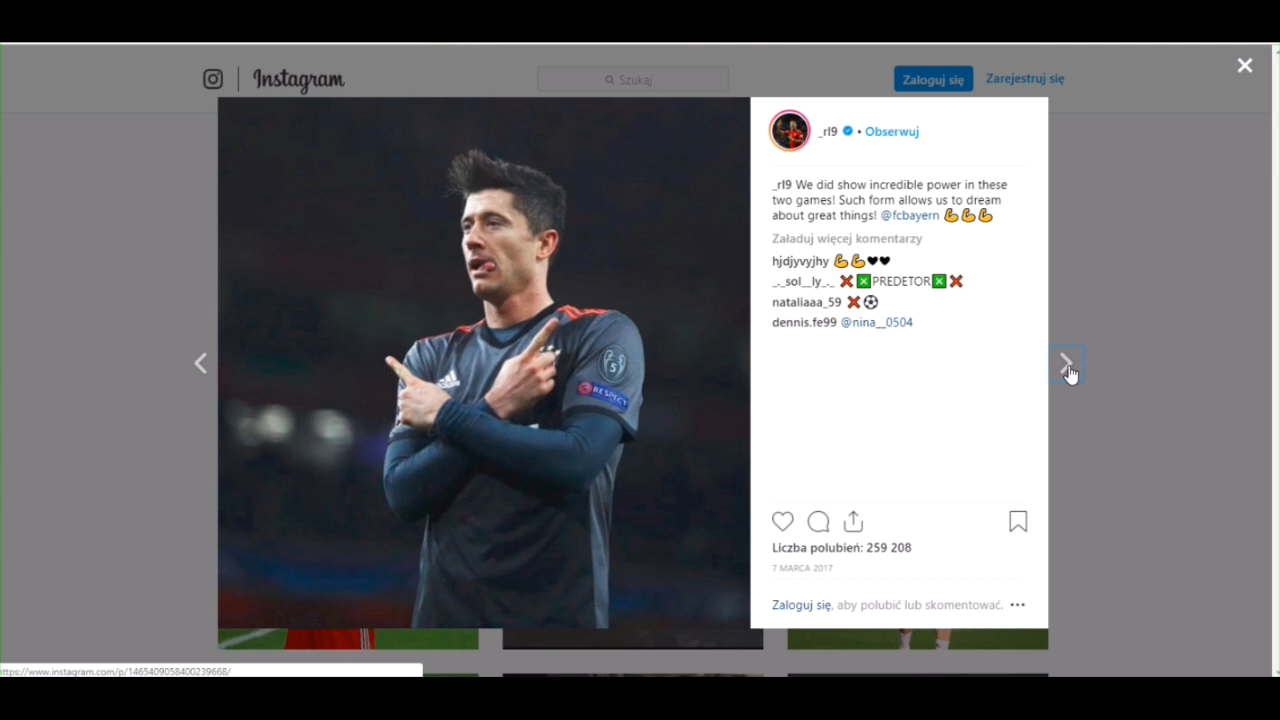 Instagram
Szukaj
Zaloguj się
Zarejestruj się
_rl9 • Obserwuj
_rl9 We did show incredible power in these
two games! Such form allows us to dream
about great things! @fcbayern 💪💪💪
Załaduj więcej komentarzy
hjdjyvyjhy 💪💪🖤🖤
_._sol__ly_._ ❌❎PREDETOR❎❌
nataliaaa_59 ❌⚽
dennis.fe99 @nina__0504
5
RESPECT
Liczba polubień: 259 208
7 MARCA 2017
Zaloguj się, aby polubić lub skomentować. •••
https://www.instagram.com/p/1465409058400239668/